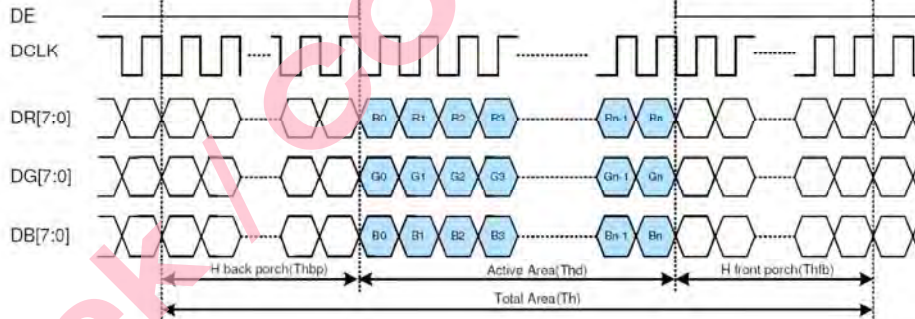 DE
DCLK
DR[7:0] R0 R1 R2 R3 Rn-1 Rn
DG[7:0] G0 G1 G2 G3 Gn-1 Gn
DB[7:0] B0 B1 B2 B3 Bn-1 Bn
H back porch(Thbp) Active Area(Thd) H front porch(Thfb)
Total Area(Th)